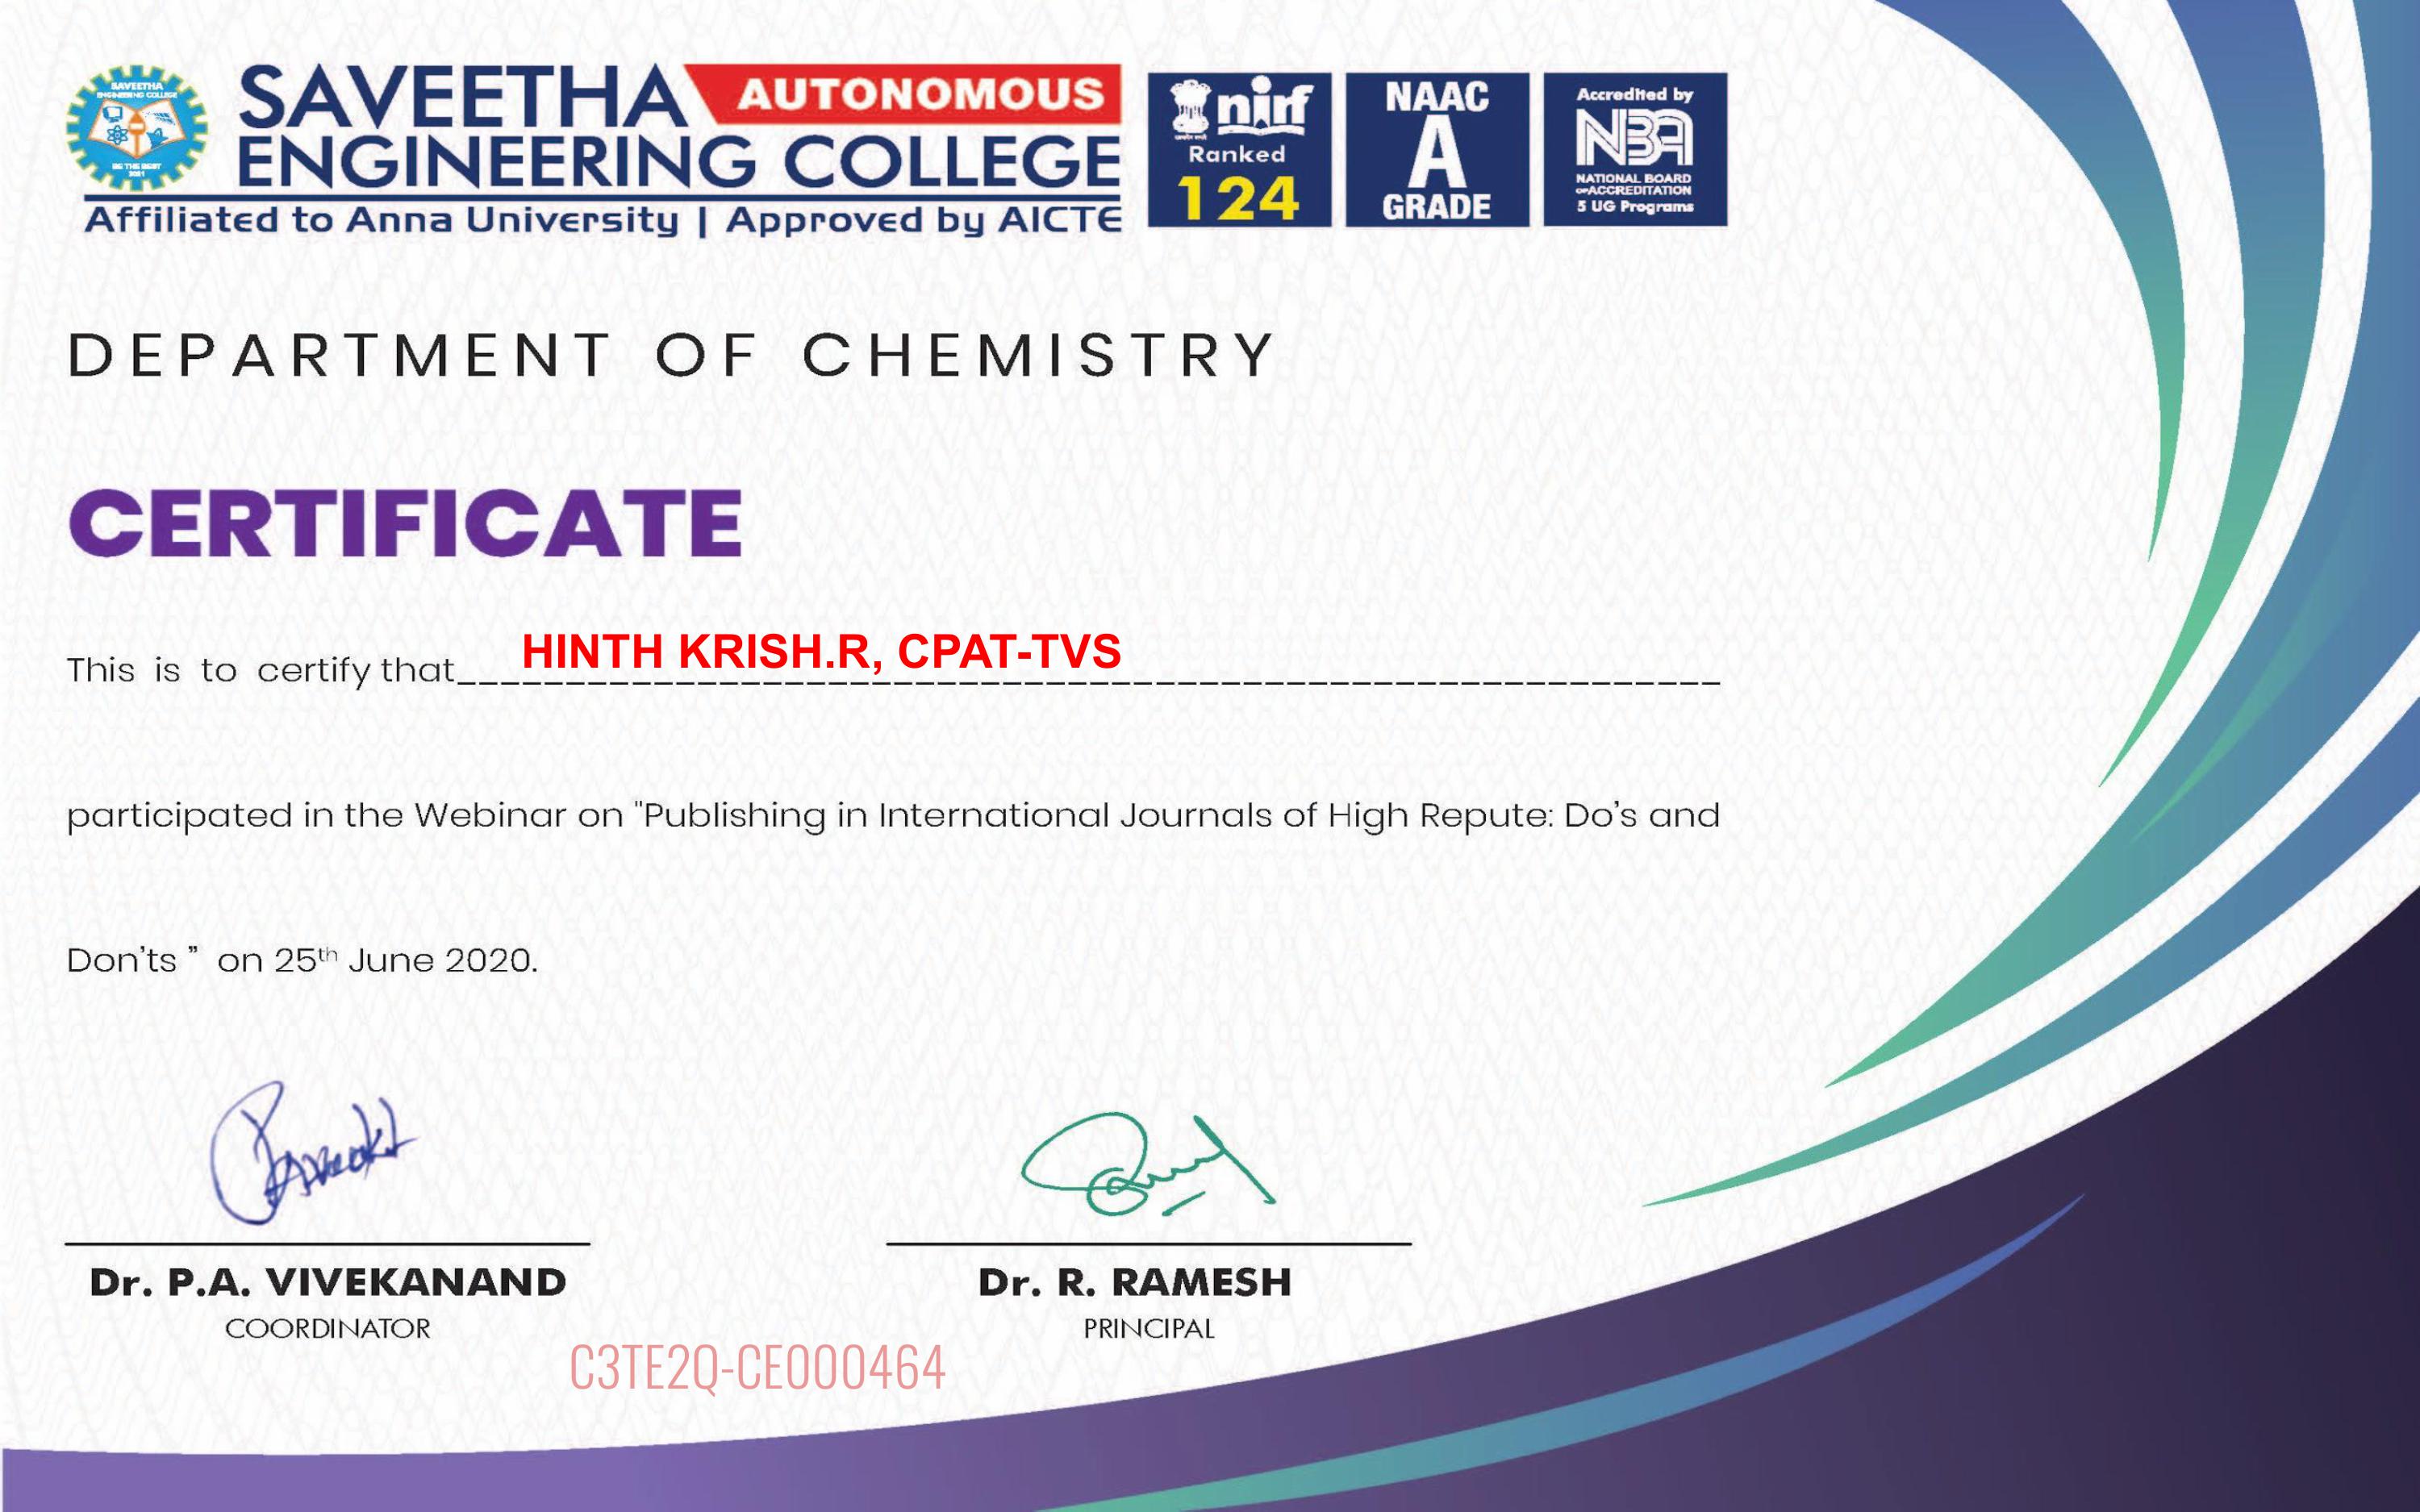 SAVEETHA
ENGINEERING COLLEGE
BE THE BEST
2001
SAVEETHA AUTONOMOUS
ENGINEERING COLLEGE
Affiliated to Anna University | Approved by AICTE
nirf
Ranked
124
NAAC
A
GRADE
Accredited by
NBA
NATIONAL BOARD
OF ACCREDITATION
5 UG Programs
DEPARTMENT OF CHEMISTRY
CERTIFICATE
This is to certify that HINTH KRISH.R, CPAT-TVS
participated in the Webinar on "Publishing in International Journals of High Repute: Do's and
Don'ts ” on 25th June 2020.
Dr. P.A. VIVEKANAND
COORDINATOR
Dr. R. RAMESH
PRINCIPAL
C3TE2Q-CE000464